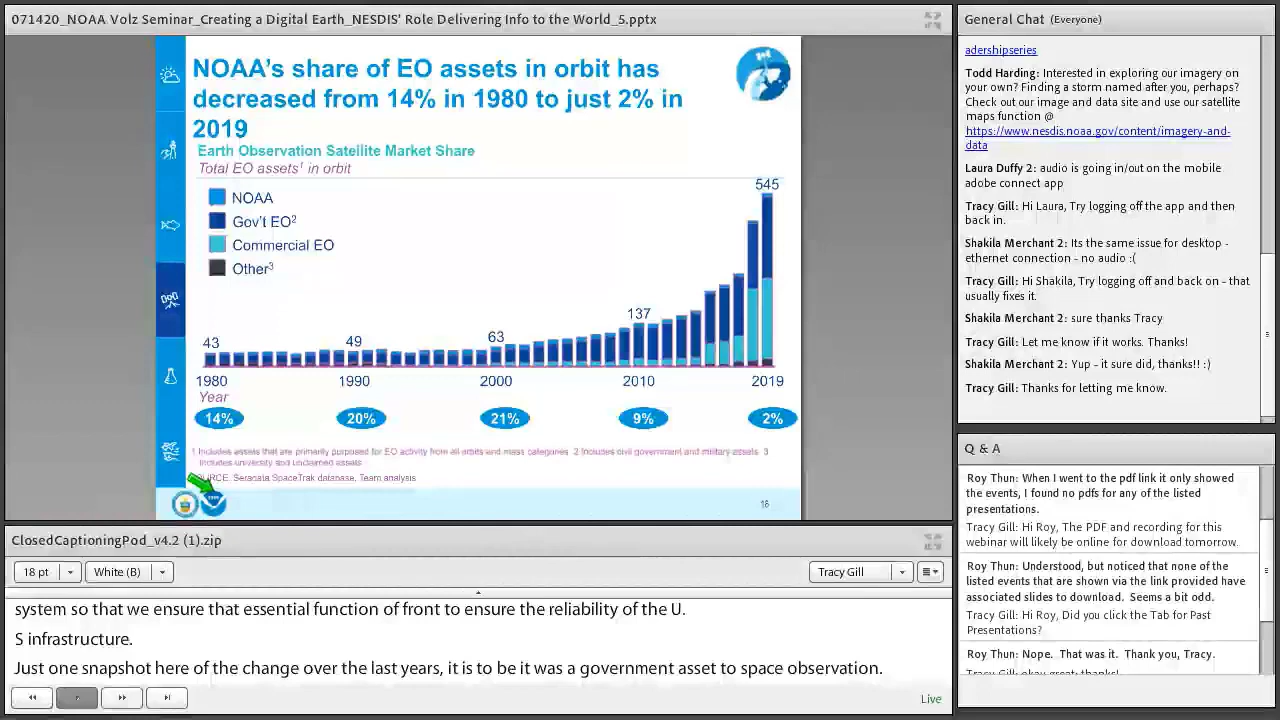 071420_NOAA Volz Seminar_Creating a Digital Earth_NESDIS' Role Delivering Info to the World_5.pptx
NOAA's share of EO assets in orbit has
decreased from 14% in 1980 to just 2% in
2019
Earth Observation Satellite Market Share
Total EO assets¹ in orbit
545
NOAA
Gov't EO²
Commercial EO
Other³
43
49
63
137
1980
1990
2000
2010
2019
Year
14%
20%
21%
9%
2%
1 Includes assets that are primarily purposed for EO activity from all orbits and mass categories 2 Includes civil government and military assets 3
Includes university and unclaimed assets
Seradata SpaceTrak database, Team analysis
16
ClosedCaptioningPod_v4.2 (1).zip
18 pt
White (B)
Tracy Gill
system so that we ensure that essential function of front to ensure the reliability of the U.
S infrastructure.
Just one snapshot here of the change over the last years, it is to be it was a government asset to space observation.
Live
General Chat (Everyone)
adershipseries
Todd Harding: Interested in exploring our imagery on
your own? Finding a storm named after you, perhaps?
Check out our image and data site and use our satellite
maps function @
https://www.nesdis.noaa.gov/content/imagery-and-
data
Laura Duffy 2: audio is going in/out on the mobile
adobe connect app
Tracy Gill: Hi Laura, Try logging off the app and then
back in.
Shakila Merchant 2: Its the same issue for desktop -
ethernet connection - no audio :(
Tracy Gill: Hi Shakila, Try logging off and back on - that
usually fixes it.
Shakila Merchant 2: sure thanks Tracy
Tracy Gill: Let me know if it works. Thanks!
Shakila Merchant 2: Yup - it sure did, thanks!! :)
Tracy Gill: Thanks for letting me know.
Q & A
Roy Thun: When I went to the pdf link it only showed
the events, I found no pdfs for any of the listed
presentations.
Tracy Gill: Hi Roy, The PDF and recording for this
webinar will likely be online for download tomorrow.
Roy Thun: Understood, but noticed that none of the
listed events that are shown via the link provided have
associated slides to download. Seems a bit odd.
Tracy Gill: Hi Roy, Did you click the Tab for Past
Presentations?
Roy Thun: Nope. That was it. Thank you, Tracy.
Tracy Gill: okay great; thanks!